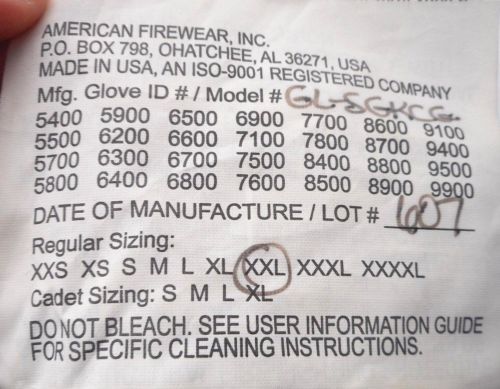 AMERICAN FIREWEAR, INC.
P.O. BOX 798, OHATCHEE, AL 36271, USA
MADE IN USA, AN ISO-9001 REGISTERED COMPANY
Mfg. Glove ID # / Model # GL-SGKCG
5400 5900 6500 6900 7700 8600 9100
5500 6200 6600 7100 7800 8700 9400
5700 6300 6700 7500 8400 8800 9500
5800 6400 6800 7600 8500 8900 9900
DATE OF MANUFACTURE / LOT # 1607
Regular Sizing:
XXS XS S M L XL XXL XXXL XXXXL
Cadet Sizing: S M L XL
DO NOT BLEACH. SEE USER INFORMATION GUIDE
FOR SPECIFIC CLEANING INSTRUCTIONS.